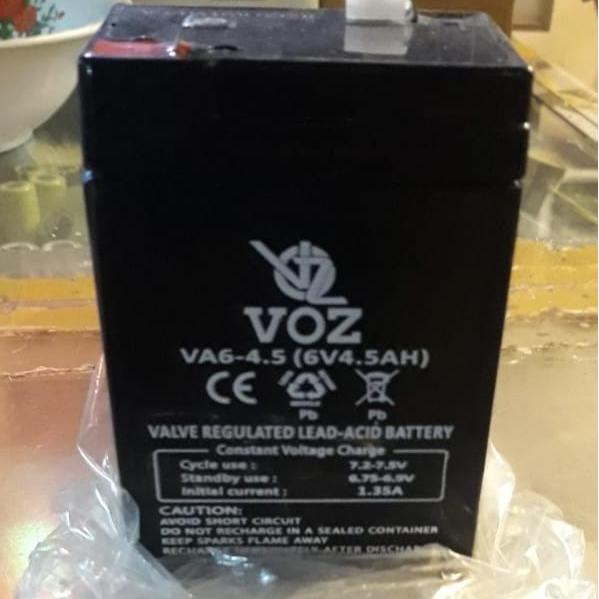 VOZ
VA6-4.5 (6V4.5AH)
CE
Pb Pb
VALVE REGULATED LEAD-ACID BATTERY
Constant Voltage Charge
Cycle use : 7.2-7.5V
Standby use : 6.75-6.9V
Initial current : 1.35A
CAUTION:
AVOID SHORT CIRCUIT
DO NOT RECHARGE IN A SEALED CONTAINER
KEEP SPARKS FLAME AWAY
AFTER